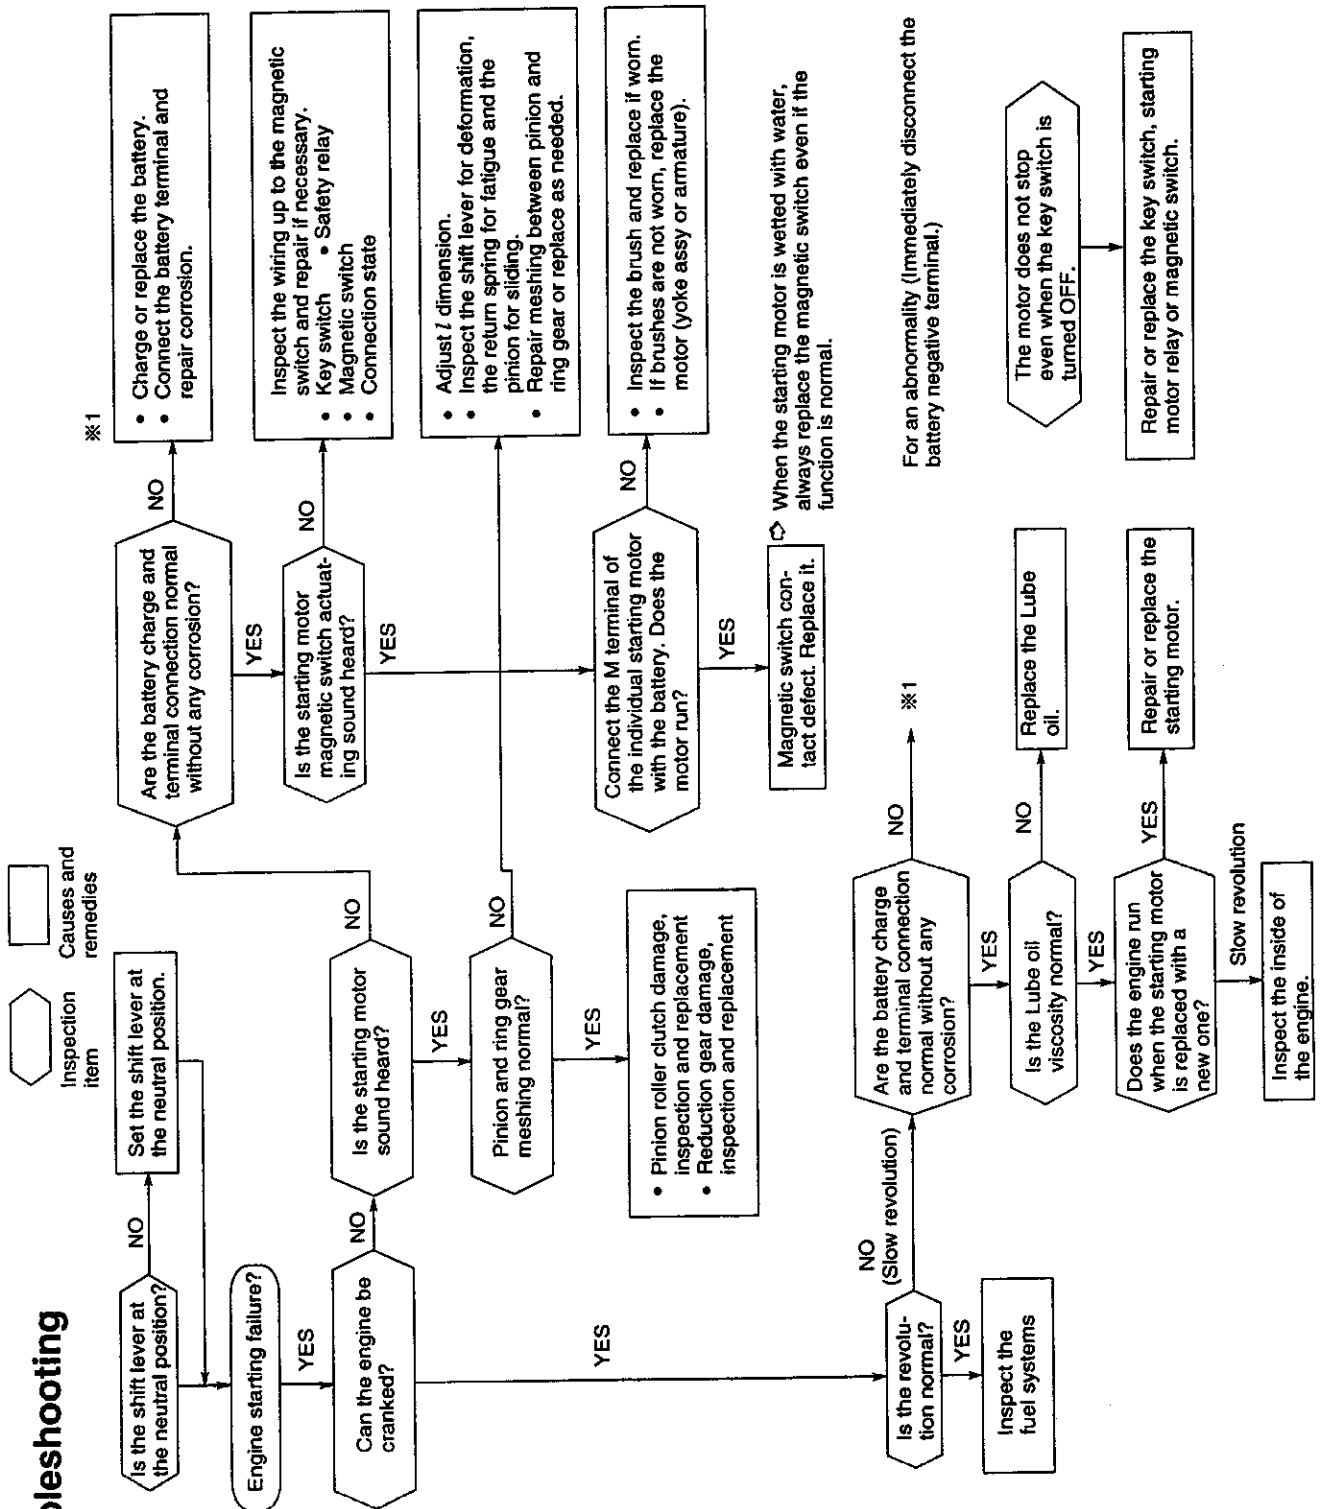 oleshooting
Inspection
item
Causes and
remedies
Is the shift lever at
the neutral position?
NO
Set the shift lever at
the neutral position.
Engine starting failure?
YES
Can the engine be
cranked?
NO
Is the starting motor
sound heard?
NO
Are the battery charge and
terminal connection normal
without any corrosion?
NO
※1
• Charge or replace the battery.
• Connect the battery terminal and
repair corrosion.
YES
Is the starting motor
magnetic switch actuat-
ing sound heard?
NO
Inspect the wiring up to the magnetic
switch and repair if necessary.
• Key switch • Safety relay
• Magnetic switch
• Connection state
YES
YES
Pinion and ring gear
meshing normal?
NO
• Adjust l dimension.
• Inspect the shift lever for deformation,
the return spring for fatigue and the
pinion for sliding.
• Repair meshing between pinion and
ring gear or replace as needed.
YES
• Pinion roller clutch damage,
inspection and replacement
• Reduction gear damage,
inspection and replacement
Connect the M terminal of
the individual starting motor
with the battery. Does the
motor run?
NO
• Inspect the brush and replace if worn.
• If brushes are not worn, replace the
motor (yoke assy or armature).
YES
Magnetic switch con-
tact defect. Replace it.
⇨ When the starting motor is wetted with water,
always replace the magnetic switch even if the
function is normal.
YES
Is the revolu-
tion normal?
NO
(Slow revolution)
Are the battery charge
and terminal connection
normal without any
corrosion?
NO
※1
YES
Inspect the
fuel systems
YES
Is the Lube oil
viscosity normal?
NO
Replace the Lube
oil.
YES
Does the engine run
when the starting motor
is replaced with a
new one?
YES
Repair or replace the
starting motor.
Slow revolution
Inspect the inside of
the engine.
For an abnormality (Immediately disconnect the
battery negative terminal.)
The motor does not stop
even when the key switch is
turned OFF.
Repair or replace the key switch, starting
motor relay or magnetic switch.